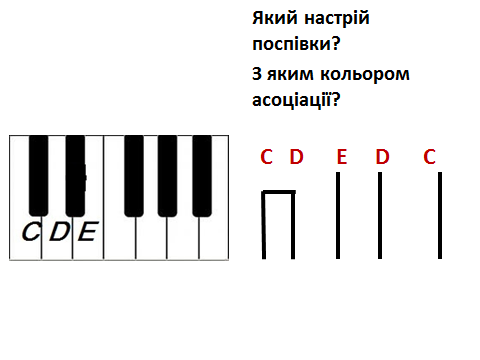 Який настрій
поспівки?
З яким кольором
асоціації?
C D E D C
C D E